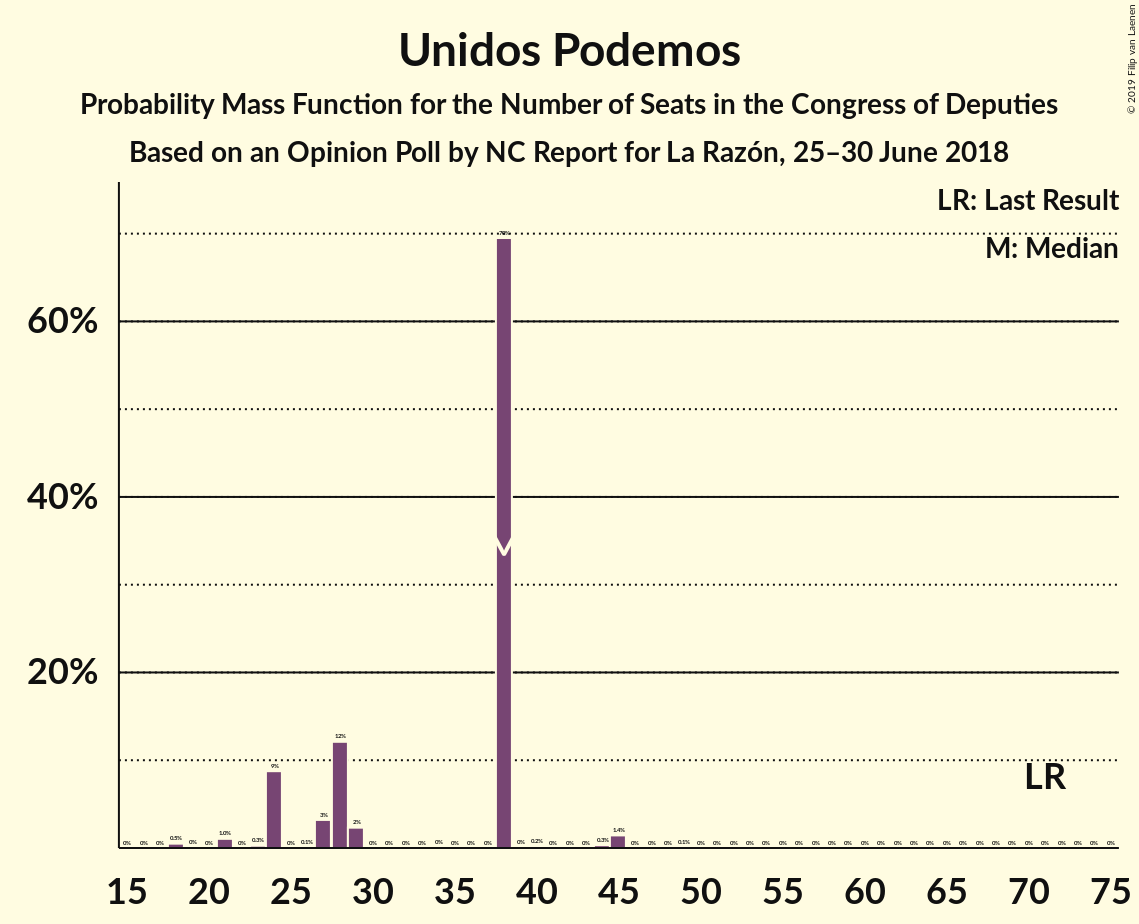 Unidos Podemos
Probability Mass Function for the Number of Seats in the Congress of Deputies
Based on an Opinion Poll by NC Report for La Razón, 25–30 June 2018
© 2019 Filip van Laenen
LR: Last Result
M: Median
60%
40%
20%
0% 0% 0% 0.5% 0% 0% 1.0% 0% 0.3% 9% 0% 0.1% 3% 12% 2% 0% 0% 0% 0% 0% 0% 0% 0% 70% 0% 0.2% 0% 0% 0% 0.3% 1.4% 0% 0% 0% 0.1% 0% 0% 0% 0% 0% 0% 0% 0% 0% 0% 0% 0% 0% 0% 0% 0% 0% 0% 0% 0% 0% 0% 0% 0% 0% 0%
LR
15 20 25 30 35 40 45 50 55 60 65 70 75